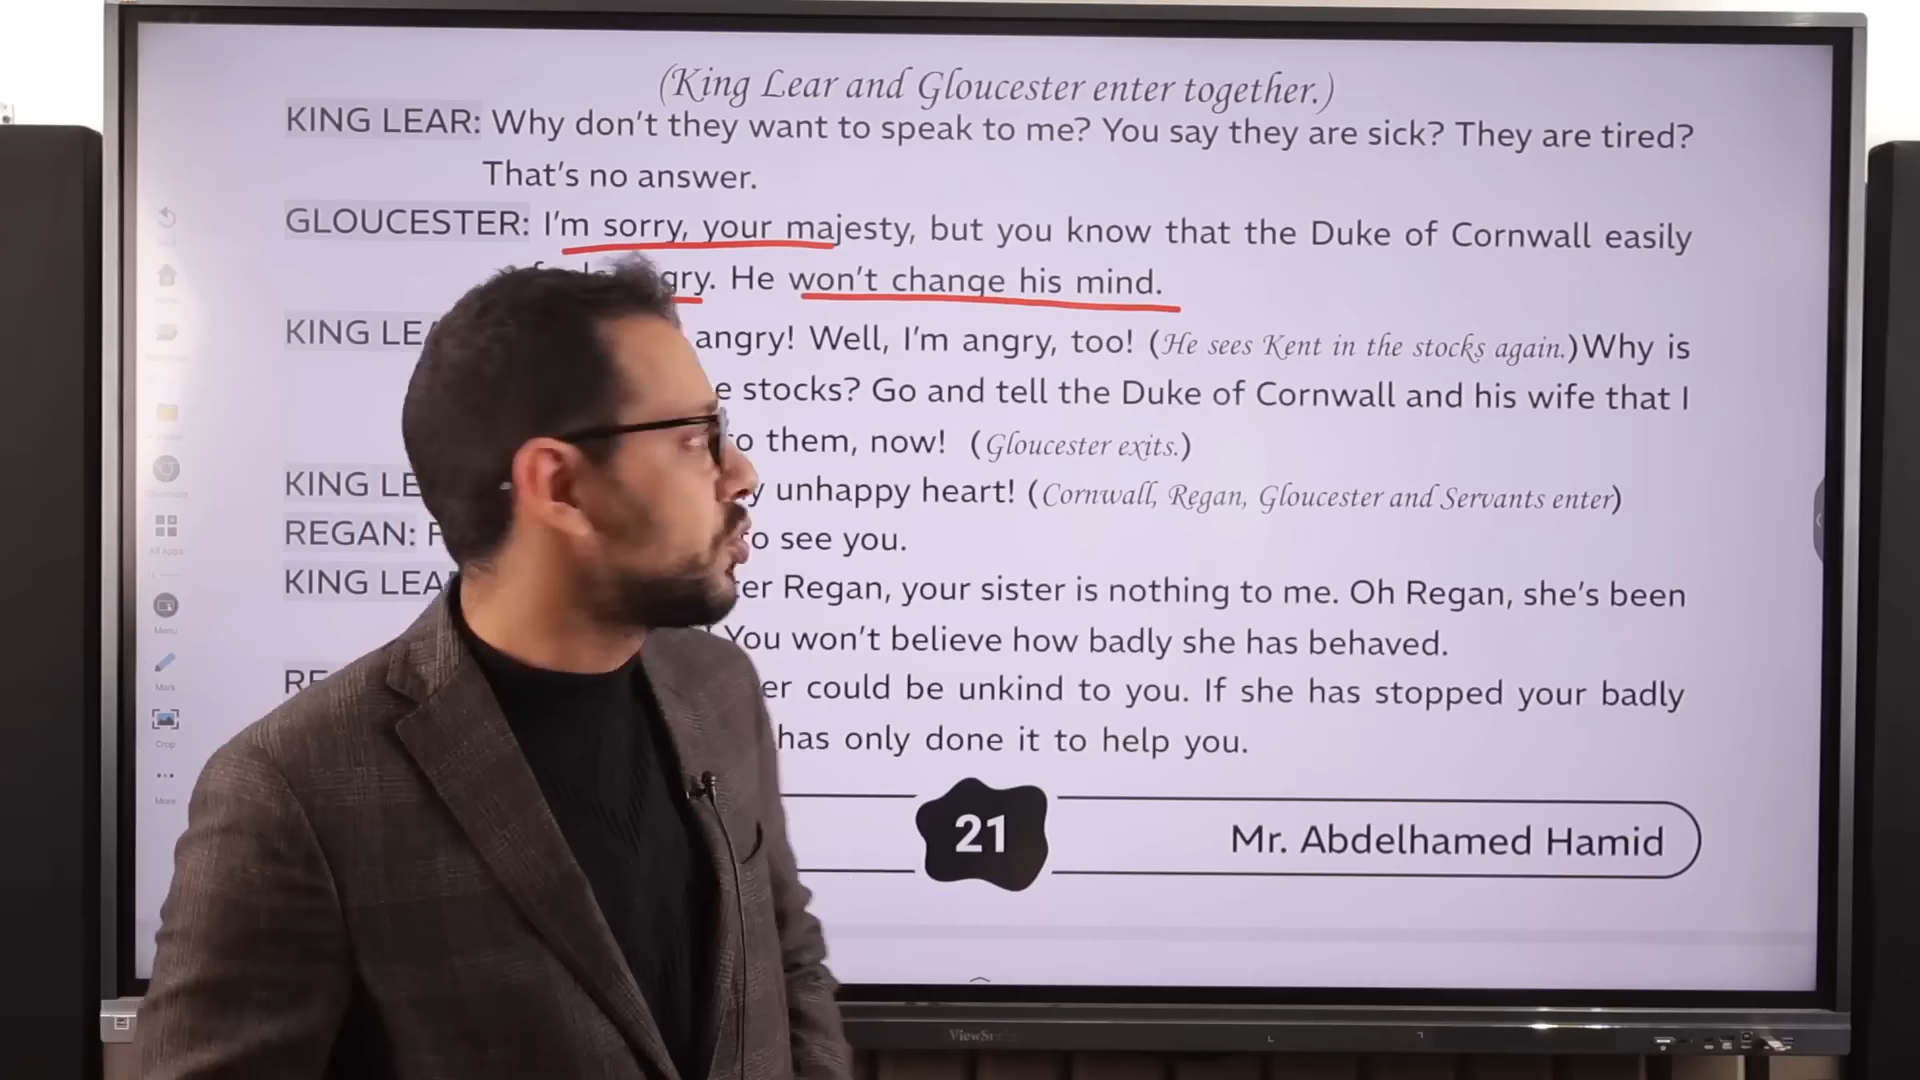 (King Lear and Gloucester enter together.)
KING LEAR: Why don't they want to speak to me? You say they are sick? They are tired?
That's no answer.
GLOUCESTER: I'm sorry, your majesty, but you know that the Duke of Cornwall easily
He won't change his mind.
KING angry! Well, I'm angry, too! (He sees Kent in the stocks again.)Why is
stocks? Go and tell the Duke of Cornwall and his wife that I
them, now! (Gloucester exits.)
KING unhappy heart! (Cornwall, Regan, Gloucester and Servants enter)
REGAN: see you.
KING Regan, your sister is nothing to me. Oh Regan, she's been
You won't believe how badly she has behaved.
could be unkind to you. If she has stopped your badly
has only done it to help you.
21
Mr. Abdelhamed Hamid
Menu
Mark
Crop
More